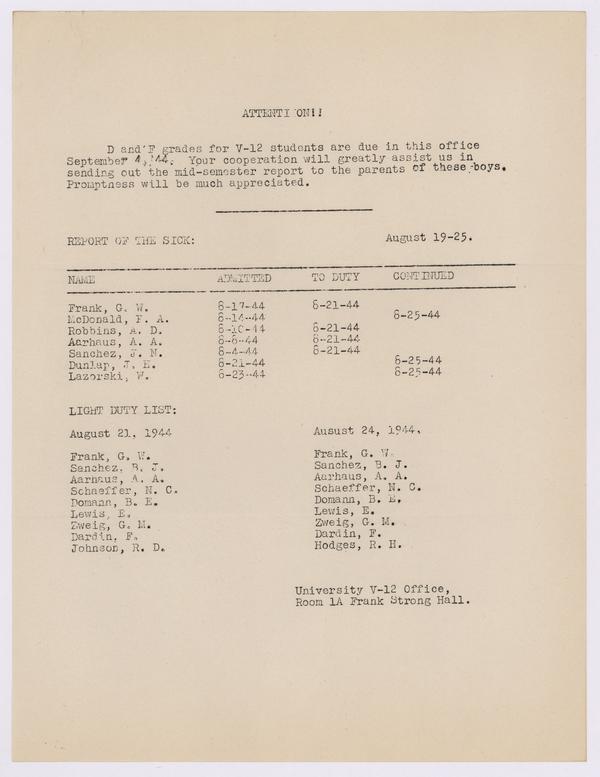 ATTENTION!!
D and F grades for V-12 students are due in this office
September 4, '44. Your cooperation will greatly assist us in
sending out the mid-semester report to the parents of these boys.
Promptness will be much appreciated.
REPORT OF THE SICK: August 19-25.
NAME ADMITTED TO DUTY CONTINUED
Frank, G. W. 8-17-44 8-21-44
McDonald, F. A. 8-14-44 8-25-44
Robbins, A. D. 8-10-44 8-21-44
Aarhaus, A. A. 8-8-44 8-21-44
Sanchez, J. N. 8-4-44 8-21-44
Dunlap, J. E. 8-21-44 8-25-44
Lazorski, W. 8-23-44 8-25-44
LIGHT DUTY LIST:
August 21, 1944 Ausust 24, 1944.
Frank, G. W. Frank, G. W.
Sanchez, B. J. Sanchez, B. J.
Aarhaus, A. A. Aarhaus, A. A.
Schaeffer, N. C. Schaeffer, N. C.
Domann, B. E. Domann, B. E.
Lewis, E. Lewis, E.
Zweig, G. M. Zweig, G. M.
Dardin, F. Dardin, F.
Johnson, R. D. Hodges, R. H.
University V-12 Office,
Room 1A Frank Strong Hall.